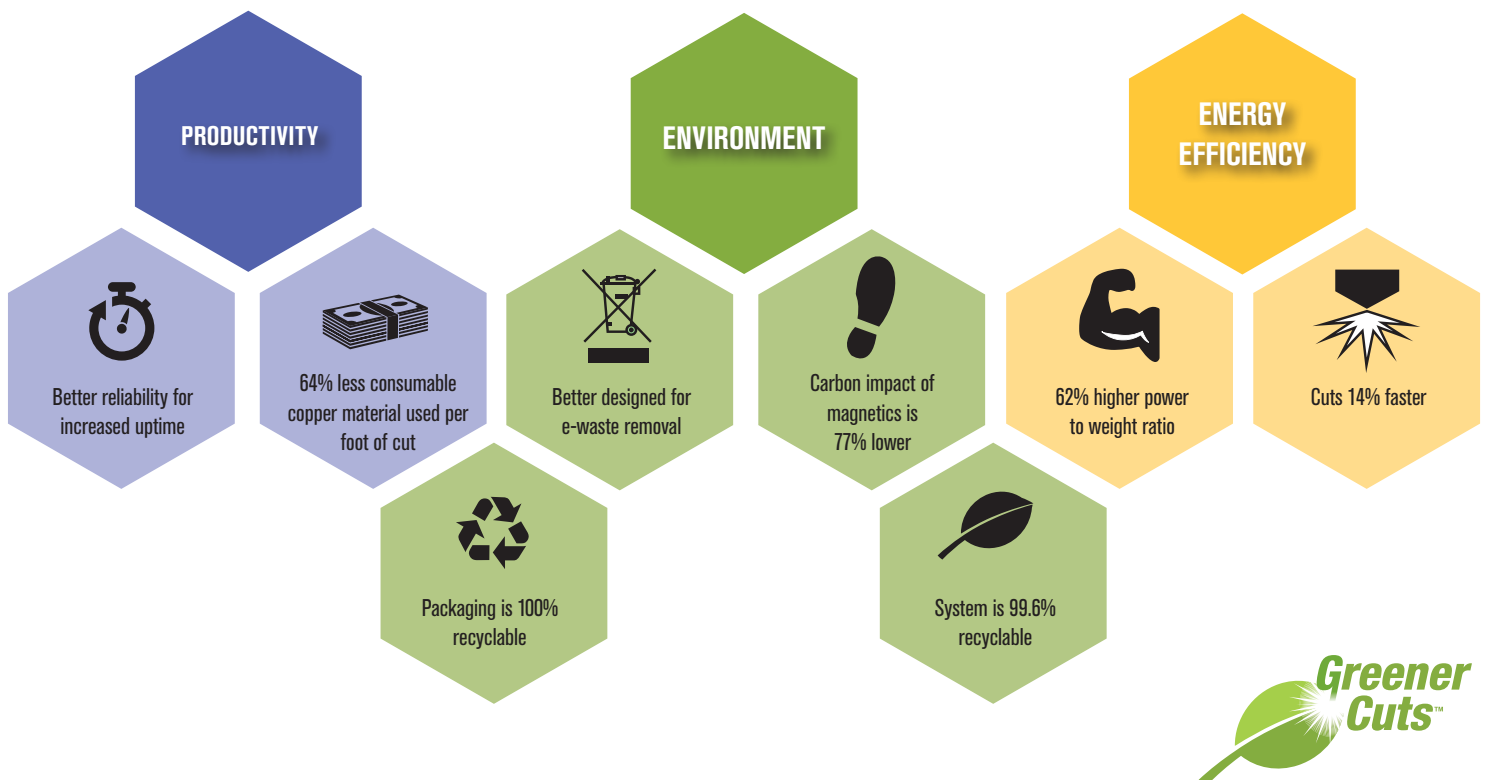 PRODUCTIVITY
ENVIRONMENT
ENERGY
EFFICIENCY
Better reliability for
increased uptime
64% less consumable
copper material used per
foot of cut
Better designed for
e-waste removal
Carbon impact of
magnetics is
77% lower
62% higher power
to weight ratio
Cuts 14% faster
Packaging is 100%
recyclable
System is 99.6%
recyclable
Greener
Cuts™